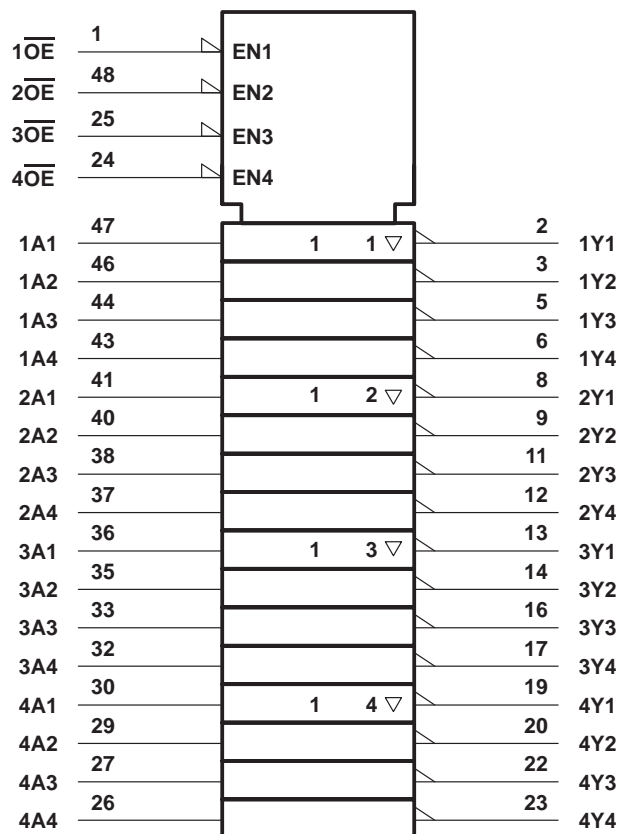 1O̅E̅ 1 EN1
2O̅E̅ 48 EN2
3O̅E̅ 25 EN3
4O̅E̅ 24 EN4
1A1 47 1 1 ▽ 2 1Y1
1A2 46 3 1Y2
1A3 44 5 1Y3
1A4 43 6 1Y4
2A1 41 1 2 ▽ 8 2Y1
2A2 40 9 2Y2
2A3 38 11 2Y3
2A4 37 12 2Y4
3A1 36 1 3 ▽ 13 3Y1
3A2 35 14 3Y2
3A3 33 16 3Y3
3A4 32 17 3Y4
4A1 30 1 4 ▽ 19 4Y1
4A2 29 20 4Y2
4A3 27 22 4Y3
4A4 26 23 4Y4